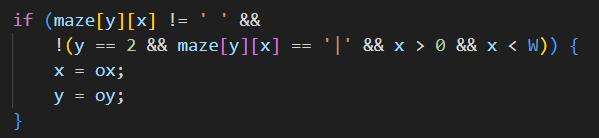 if (maze[y][x] != ' ' &&
!(y == 2 && maze[y][x] == '|' && x > 0 && x < W)) {
x = ox;
y = oy;
}